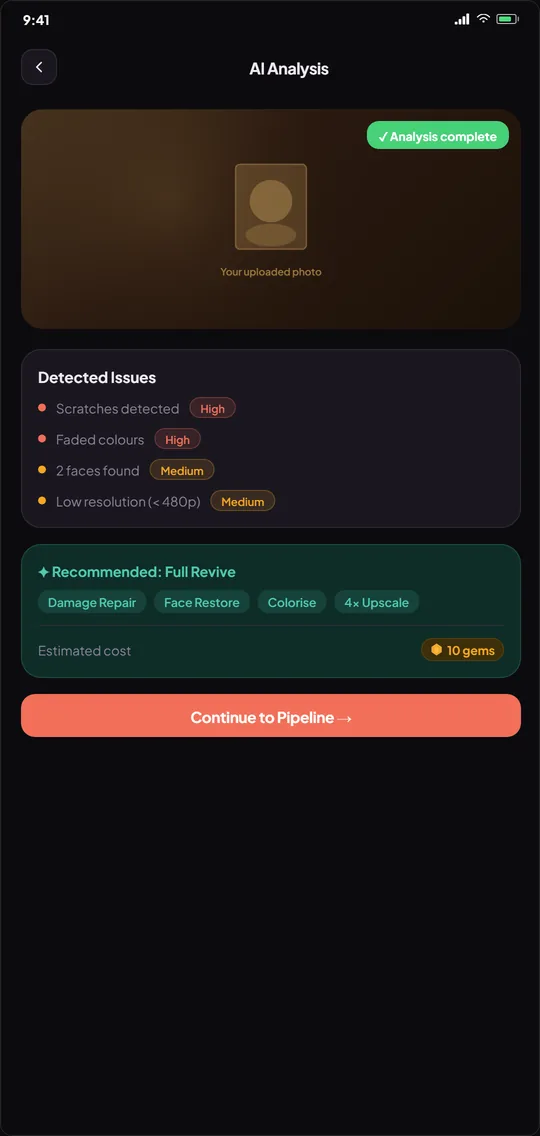 9:41
AI Analysis
✓ Analysis complete
Your uploaded photo
Detected Issues
Scratches detected High
Faded colours High
2 faces found Medium
Low resolution (< 480p) Medium
✦ Recommended: Full Revive
Damage Repair Face Restore Colorise 4× Upscale
Estimated cost 10 gems
Continue to Pipeline →